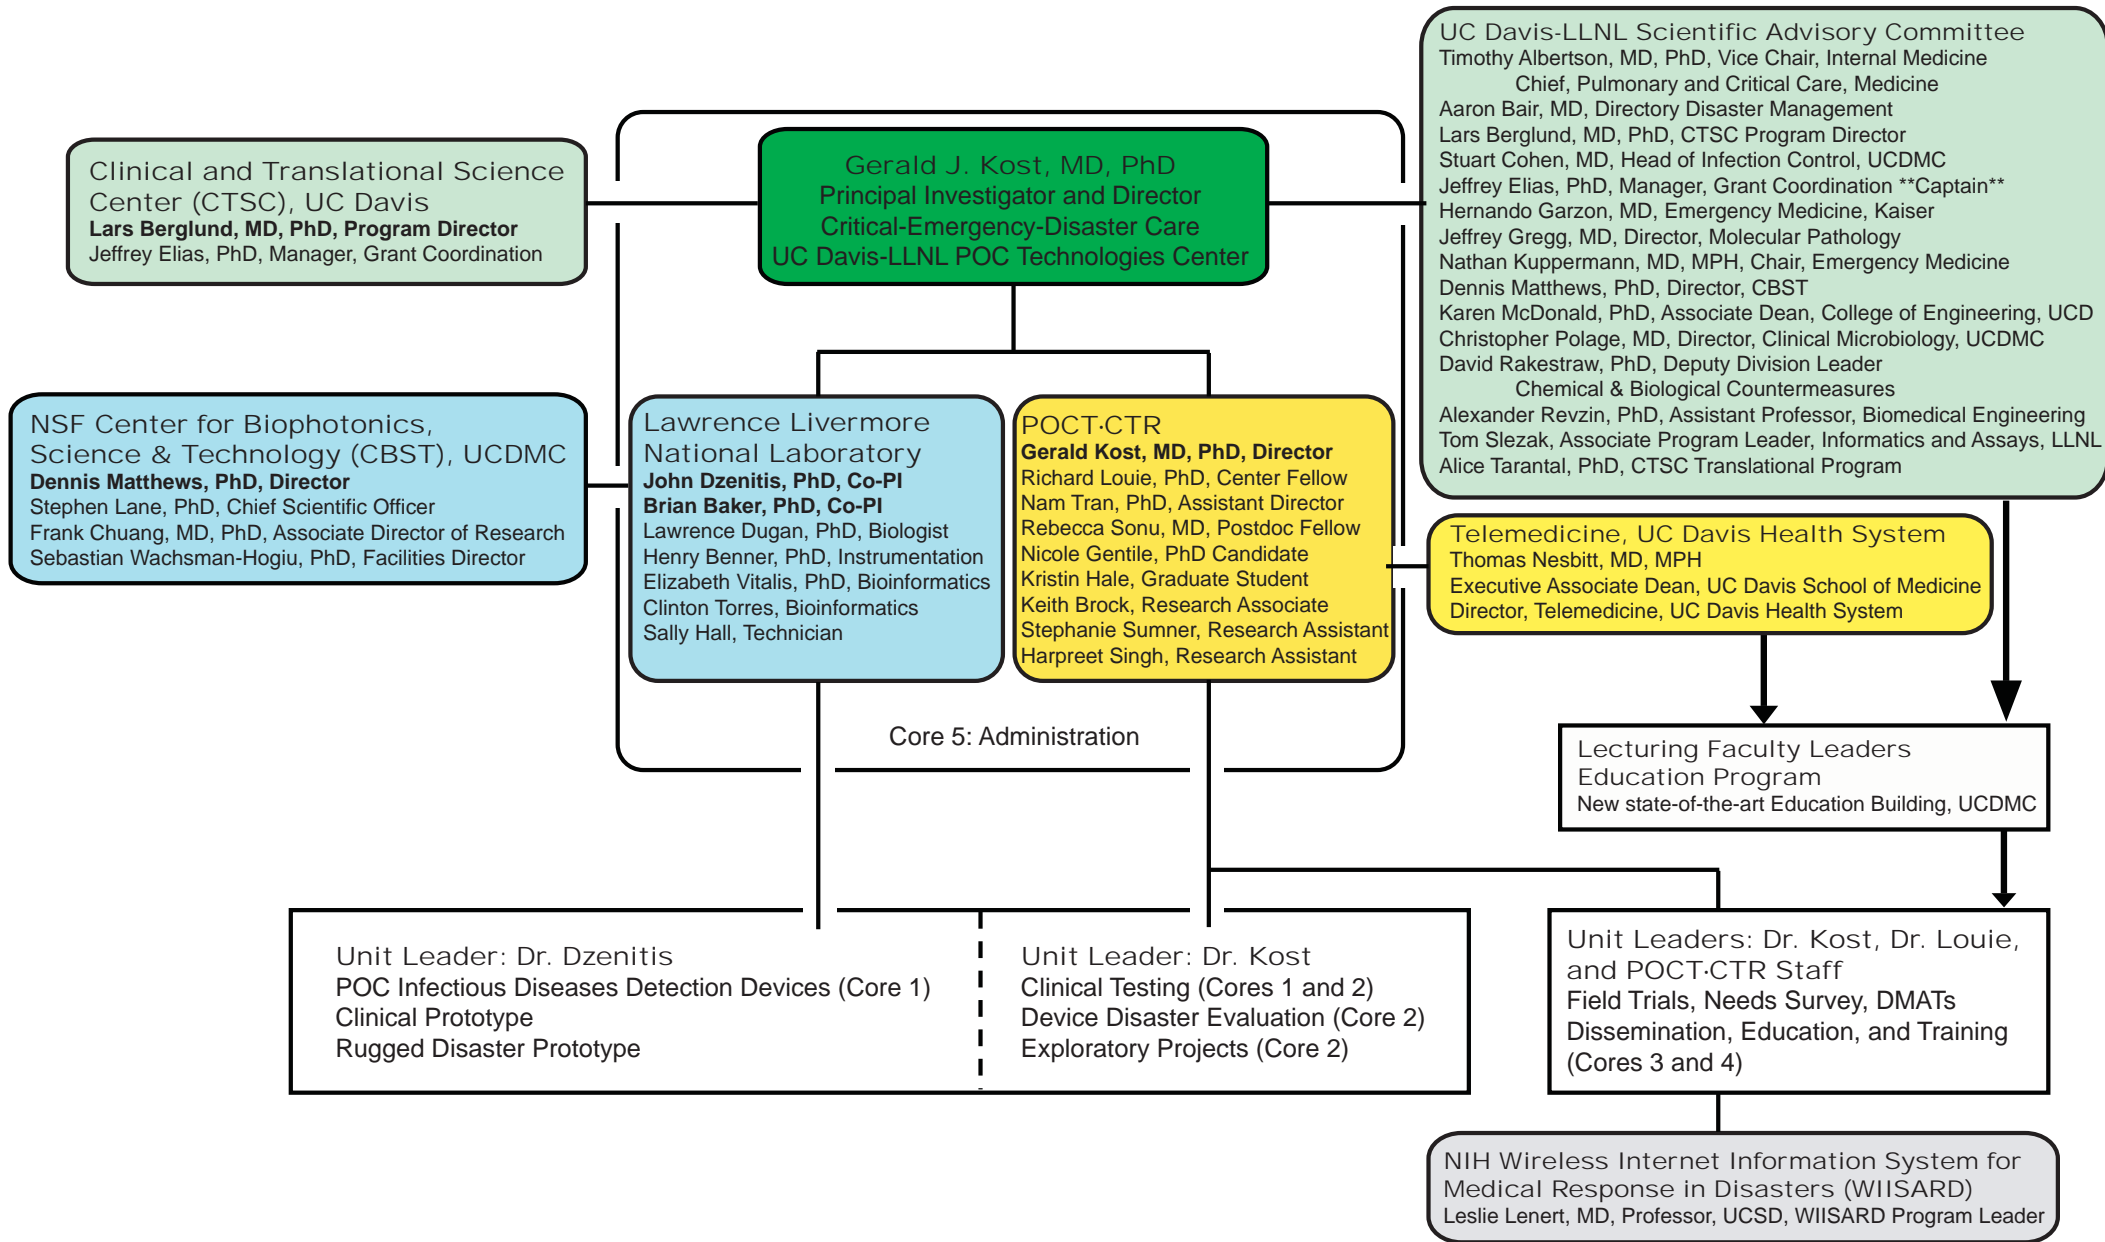 UC Davis-LLNL Scientific Advisory Committee
Timothy Albertson, MD, PhD, Vice Chair, Internal Medicine
Chief, Pulmonary and Critical Care, Medicine
Aaron Bair, MD, Directory Disaster Management
Lars Berglund, MD, PhD, CTSC Program Director
Stuart Cohen, MD, Head of Infection Control, UCDMC
Jeffrey Elias, PhD, Manager, Grant Coordination **Captain**
Hernando Garzon, MD, Emergency Medicine, Kaiser
Jeffrey Gregg, MD, Director, Molecular Pathology
Nathan Kuppermann, MD, MPH, Chair, Emergency Medicine
Dennis Matthews, PhD, Director, CBST
Karen McDonald, PhD, Associate Dean, College of Engineering, UCD
Christopher Polage, MD, Director, Clinical Microbiology, UCDMC
David Rakestraw, PhD, Deputy Division Leader
Chemical & Biological Countermeasures
Alexander Revzin, PhD, Assistant Professor, Biomedical Engineering
Tom Slezak, Associate Program Leader, Informatics and Assays, LLNL
Alice Tarantal, PhD, CTSC Translational Program
Clinical and Translational Science
Center (CTSC), UC Davis
Lars Berglund, MD, PhD, Program Director
Jeffrey Elias, PhD, Manager, Grant Coordination
Gerald J. Kost, MD, PhD
Principal Investigator and Director
Critical-Emergency-Disaster Care
UC Davis-LLNL POC Technologies Center
NSF Center for Biophotonics,
Science & Technology (CBST), UCDMC
Dennis Matthews, PhD, Director
Stephen Lane, PhD, Chief Scientific Officer
Frank Chuang, MD, PhD, Associate Director of Research
Sebastian Wachsman-Hogiu, PhD, Facilities Director
Lawrence Livermore
National Laboratory
John Dzenitis, PhD, Co-PI
Brian Baker, PhD, Co-PI
Lawrence Dugan, PhD, Biologist
Henry Benner, PhD, Instrumentation
Elizabeth Vitalis, PhD, Bioinformatics
Clinton Torres, Bioinformatics
Sally Hall, Technician
POCT·CTR
Gerald Kost, MD, PhD, Director
Richard Louie, PhD, Center Fellow
Nam Tran, PhD, Assistant Director
Rebecca Sonu, MD, Postdoc Fellow
Nicole Gentile, PhD Candidate
Kristin Hale, Graduate Student
Keith Brock, Research Associate
Stephanie Sumner, Research Assistant
Harpreet Singh, Research Assistant
Telemedicine, UC Davis Health System
Thomas Nesbitt, MD, MPH
Executive Associate Dean, UC Davis School of Medicine
Director, Telemedicine, UC Davis Health System
Core 5: Administration
Lecturing Faculty Leaders
Education Program
New state-of-the-art Education Building, UCDMC
Unit Leader: Dr. Dzenitis
POC Infectious Diseases Detection Devices (Core 1)
Clinical Prototype
Rugged Disaster Prototype
Unit Leader: Dr. Kost
Clinical Testing (Cores 1 and 2)
Device Disaster Evaluation (Core 2)
Exploratory Projects (Core 2)
Unit Leaders: Dr. Kost, Dr. Louie,
and POCT·CTR Staff
Field Trials, Needs Survey, DMATs
Dissemination, Education, and Training
(Cores 3 and 4)
NIH Wireless Internet Information System for
Medical Response in Disasters (WIISARD)
Leslie Lenert, MD, Professor, UCSD, WIISARD Program Leader